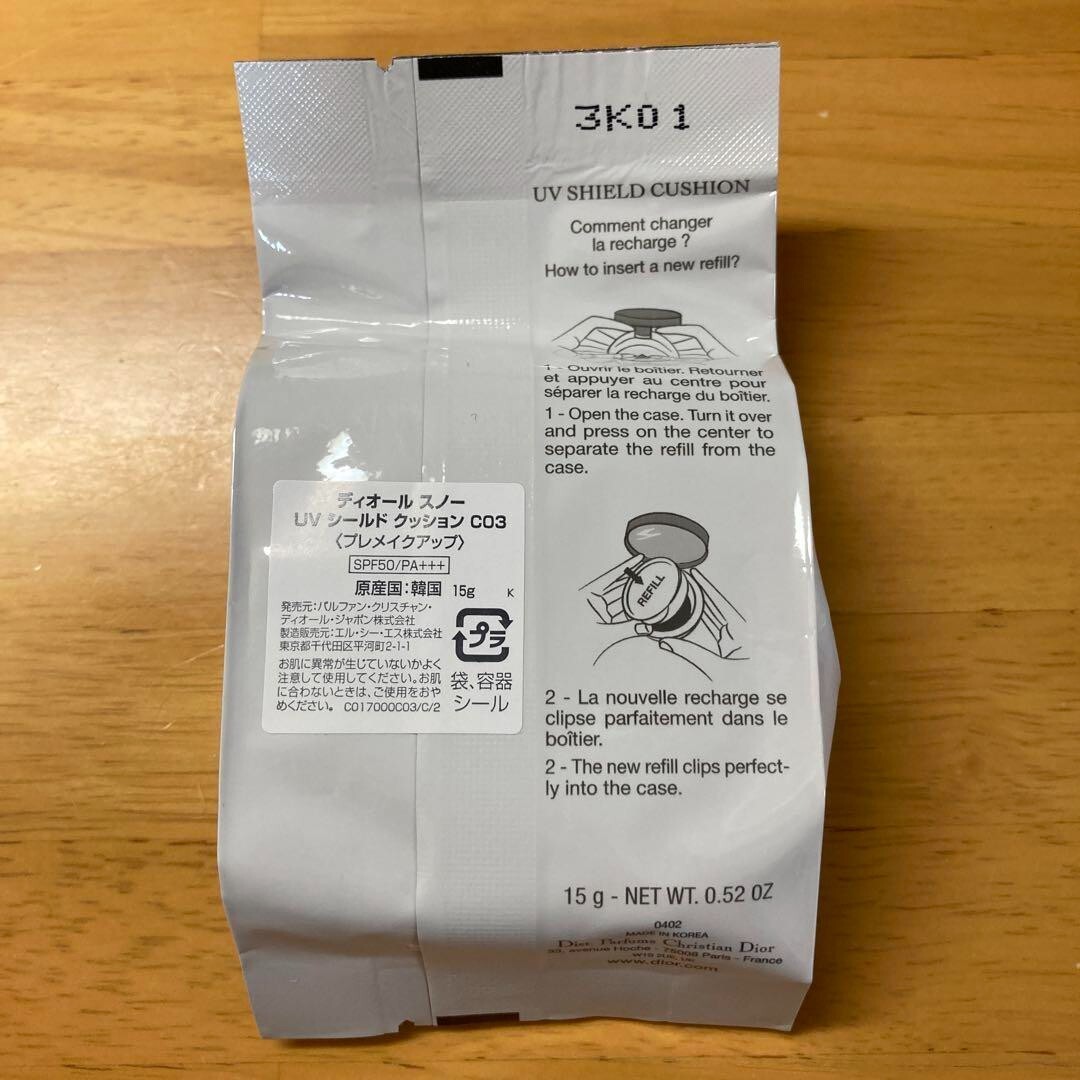 3K01
UV SHIELD CUSHION
Comment changer
la recharge ?
How to insert a new refill?
1 - Ouvrir le boîtier. Retourner
et appuyer au centre pour
séparer la recharge du boîtier.
1 - Open the case. Turn it over
and press on the center to
separate the refill from the
case.
REFILL
2 - La nouvelle recharge se
clipse parfaitement dans le
boîtier.
2 - The new refill clips perfect-
ly into the case.
15 g - NET WT. 0.52 OZ
0402
MADE IN KOREA
Dior Parfums Christian Dior
33, avenue Hoche - 75008 Paris - France
W1S 2UE, UK
www.dior.com
ディオール スノー
UV シールド クッション C03
〈プレメイクアップ〉
SPF50/PA+++
原産国:韓国 15g K
発売元:パルファン・クリスチャン・
ディオール・ジャポン株式会社
製造販売元:エル・シー・エス株式会社
東京都千代田区平河町2-1-1
お肌に異常が生じていないかよく
注意して使用してください。お肌
に合わないときは、ご使用をおや
めください。 C017000C03/C/2
プラ
袋、容器
シール